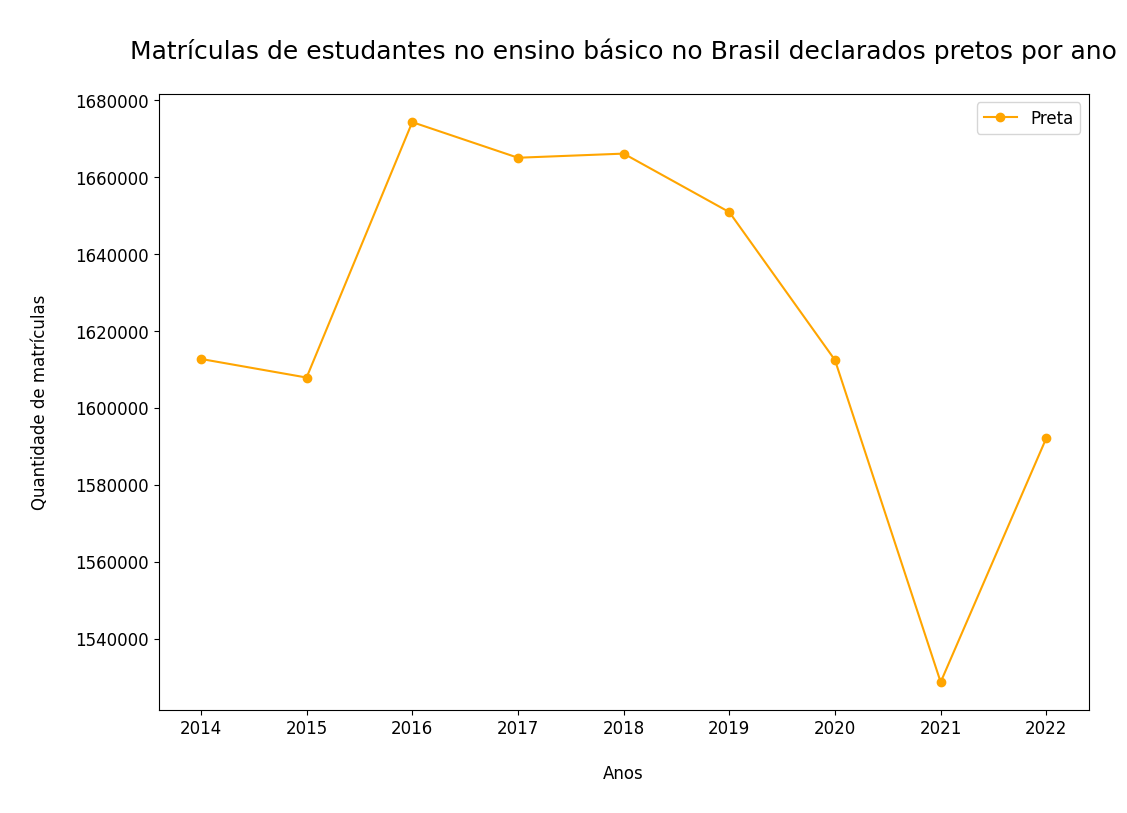 Matrículas de estudantes no ensino básico no Brasil declarados pretos por ano
Preta
Quantidade de matrículas
1680000
1660000
1640000
1620000
1600000
1580000
1560000
1540000
2014 2015 2016 2017 2018 2019 2020 2021 2022
Anos